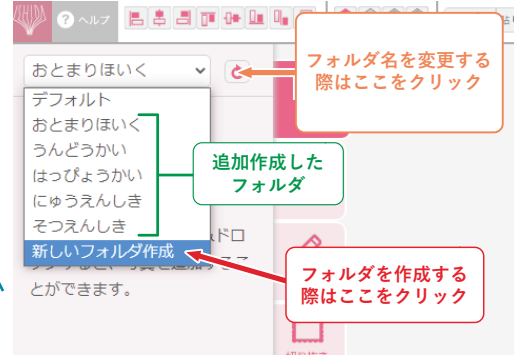 ヘルプ
フォルダ名を変更する
際はここをクリック
おとまりほいく
デフォルト
おとまりほいく
うんどうかい
はっぴょうかい
にゅうえんしき
そつえんしき
新しいフォルダ作成
追加作成した
フォルダ
ドロ
とができます。
フォルダを作成する
際はここをクリック